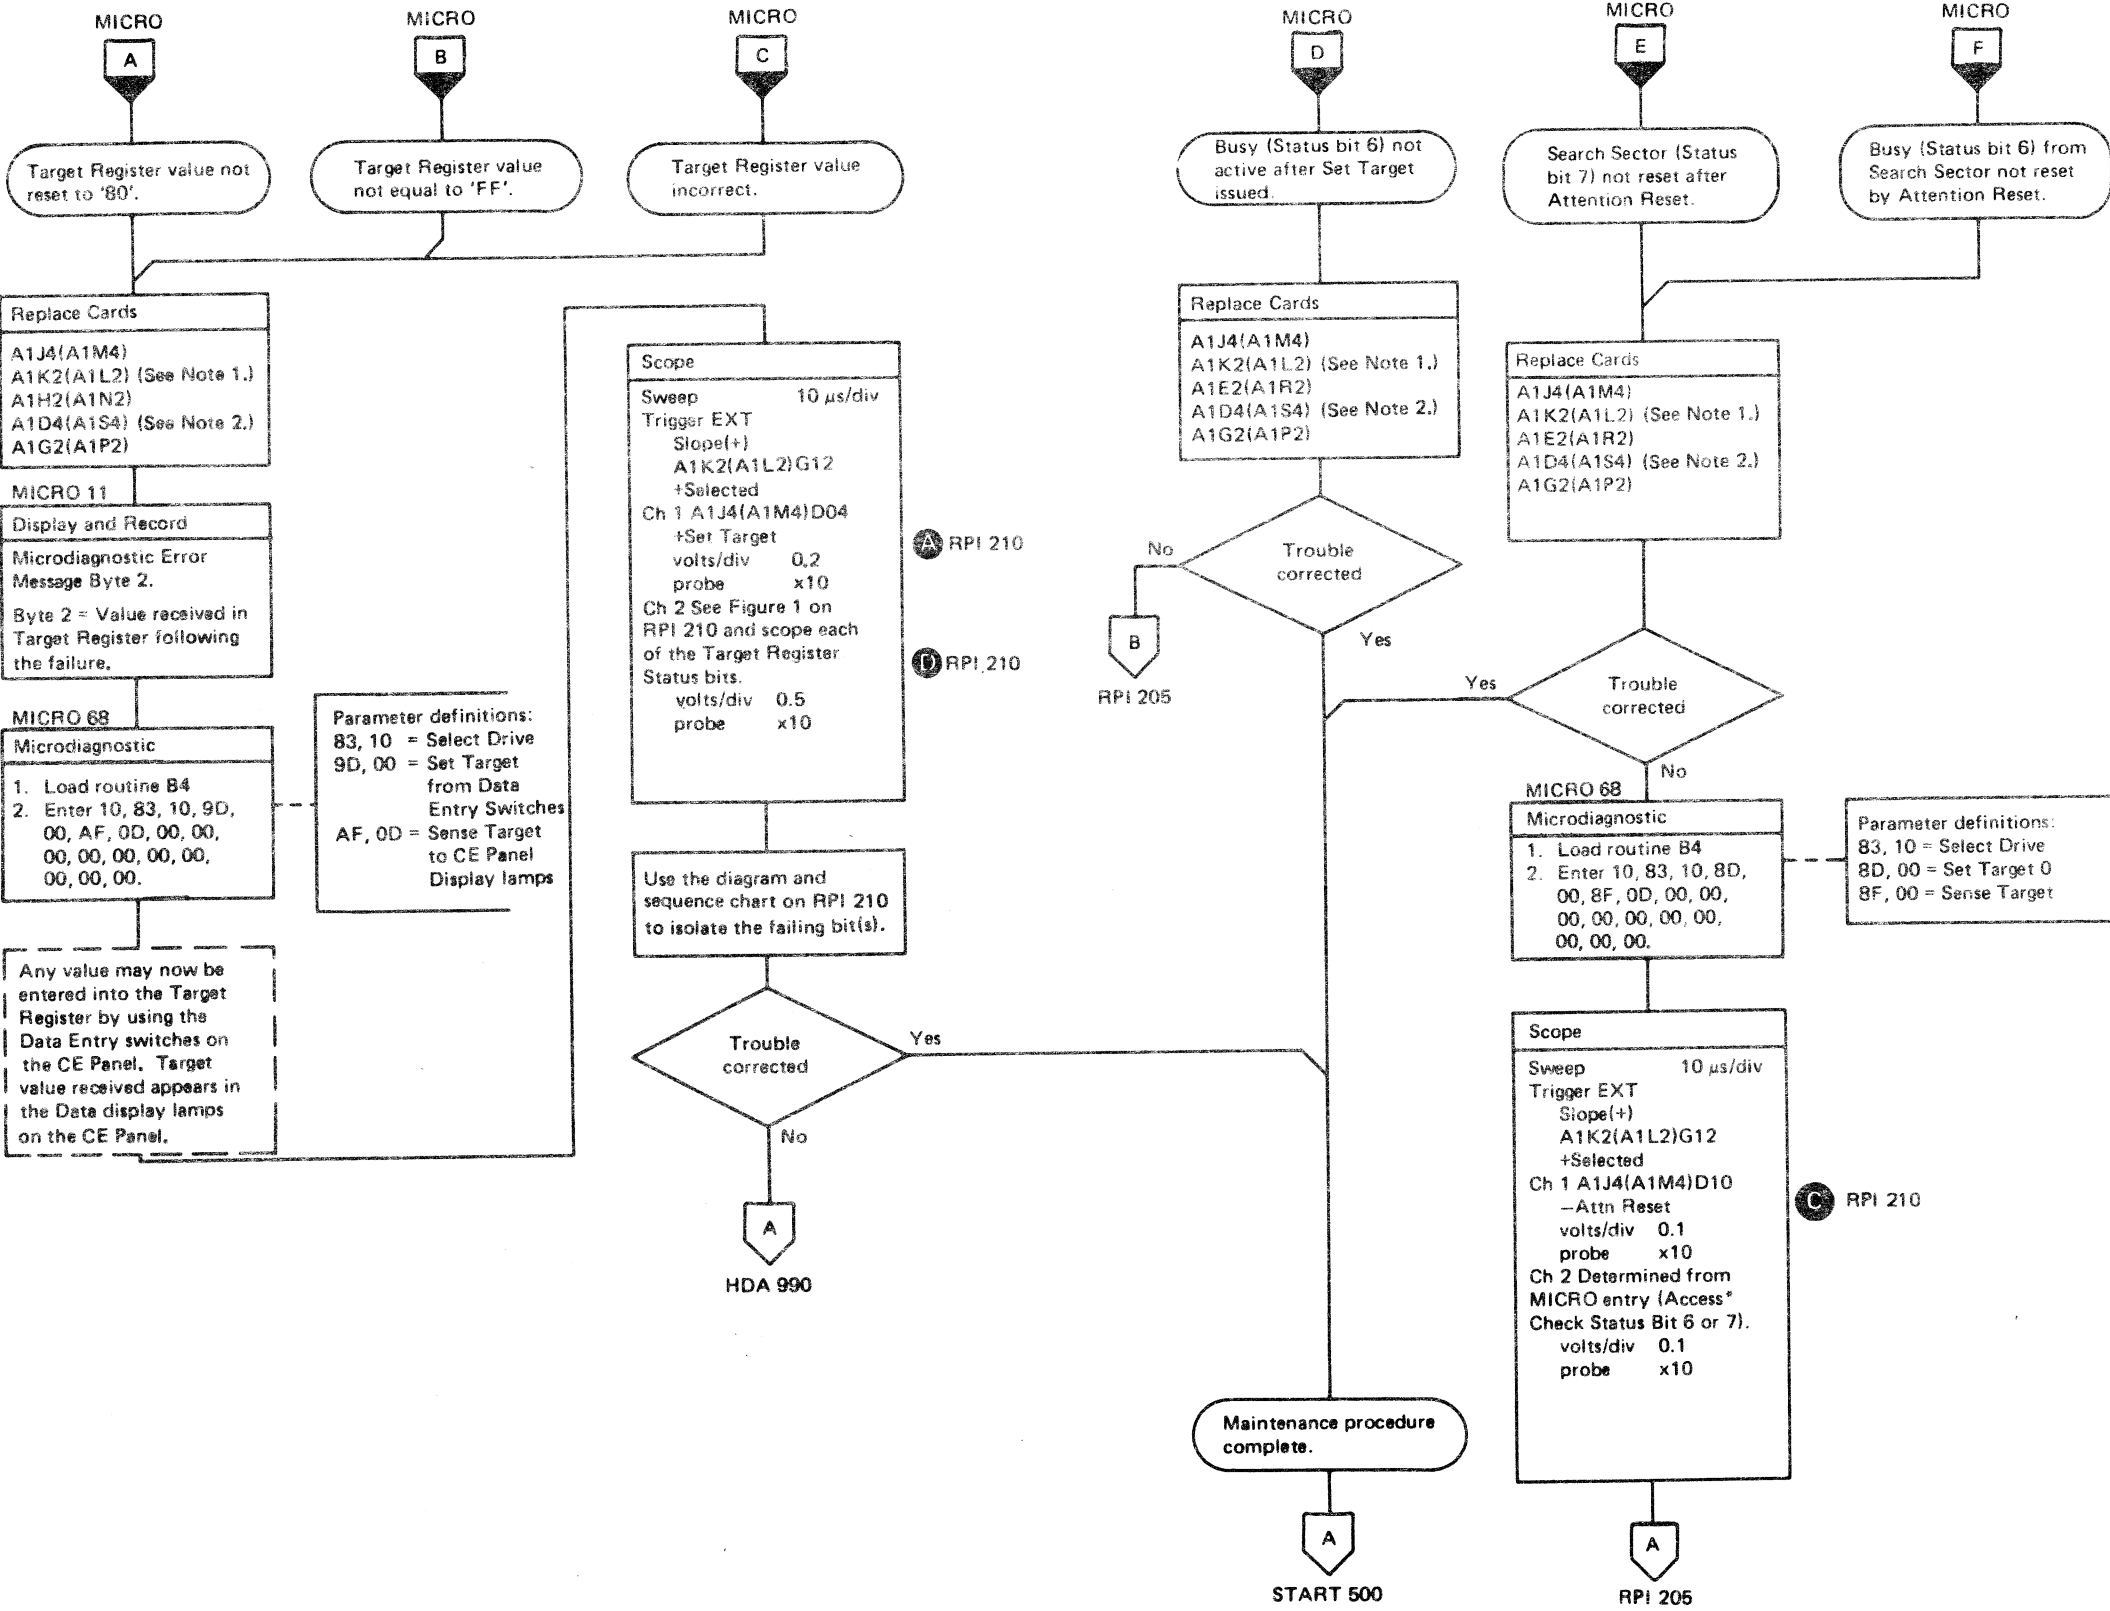 MICRO
A
Target Register value not
reset to '80'.
MICRO
B
Target Register value
not equal to 'FF'.
MICRO
C
Target Register value
incorrect.
Replace Cards
A1J4(A1M4)
A1K2(A1L2) (See Note 1.)
A1H2(A1N2)
A1D4(A1S4) (See Note 2.)
A1G2(A1P2)
MICRO 11
Display and Record
Microdiagnostic Error
Message Byte 2.
Byte 2 = Value received in
Target Register following
the failure.
MICRO 68
Microdiagnostic
1. Load routine B4
2. Enter 10, 83, 10, 9D,
00, AF, 0D, 00, 00,
00, 00, 00, 00, 00,
00, 00, 00.
Parameter definitions:
83, 10 = Select Drive
9D, 00 = Set Target
from Data
Entry Switches
AF, 0D = Sense Target
to CE Panel
Display lamps
Any value may now be
entered into the Target
Register by using the
Data Entry switches on
the CE Panel. Target
value received appears in
the Data display lamps
on the CE Panel.
Scope
Sweep 10 µs/div
Trigger EXT
Slope(+)
A1K2(A1L2)G12
+Selected
Ch 1 A1J4(A1M4)D04
+Set Target
volts/div 0.2
probe x10
Ch 2 See Figure 1 on
RPI 210 and scope each
of the Target Register
Status bits.
volts/div 0.5
probe x10
A RPI 210
D RPI 210
Use the diagram and
sequence chart on RPI 210
to isolate the failing bit(s).
Trouble
corrected
Yes
No
A
HDA 990
MICRO
D
Busy (Status bit 6) not
active after Set Target
issued.
Replace Cards
A1J4(A1M4)
A1K2(A1L2) (See Note 1.)
A1E2(A1R2)
A1D4(A1S4) (See Note 2.)
A1G2(A1P2)
Trouble
corrected
No
B
RPI 205
Yes
Maintenance procedure
complete.
A
START 500
MICRO
E
Search Sector (Status
bit 7) not reset after
Attention Reset.
MICRO
F
Busy (Status bit 6) from
Search Sector not reset
by Attention Reset.
Replace Cards
A1J4(A1M4)
A1K2(A1L2) (See Note 1.)
A1E2(A1R2)
A1D4(A1S4) (See Note 2.)
A1G2(A1P2)
Trouble
corrected
Yes
No
MICRO 68
Microdiagnostic
1. Load routine B4
2. Enter 10, 83, 10, 8D,
00, 8F, 0D, 00, 00,
00, 00, 00, 00, 00,
00, 00, 00.
Parameter definitions:
83, 10 = Select Drive
8D, 00 = Set Target 0
8F, 00 = Sense Target
Scope
Sweep 10 µs/div
Trigger EXT
Slope(+)
A1K2(A1L2)G12
+Selected
Ch 1 A1J4(A1M4)D10
—Attn Reset
volts/div 0.1
probe x10
Ch 2 Determined from
MICRO entry (Access*
Check Status Bit 6 or 7).
volts/div 0.1
probe x10
C RPI 210
A
RPI 205